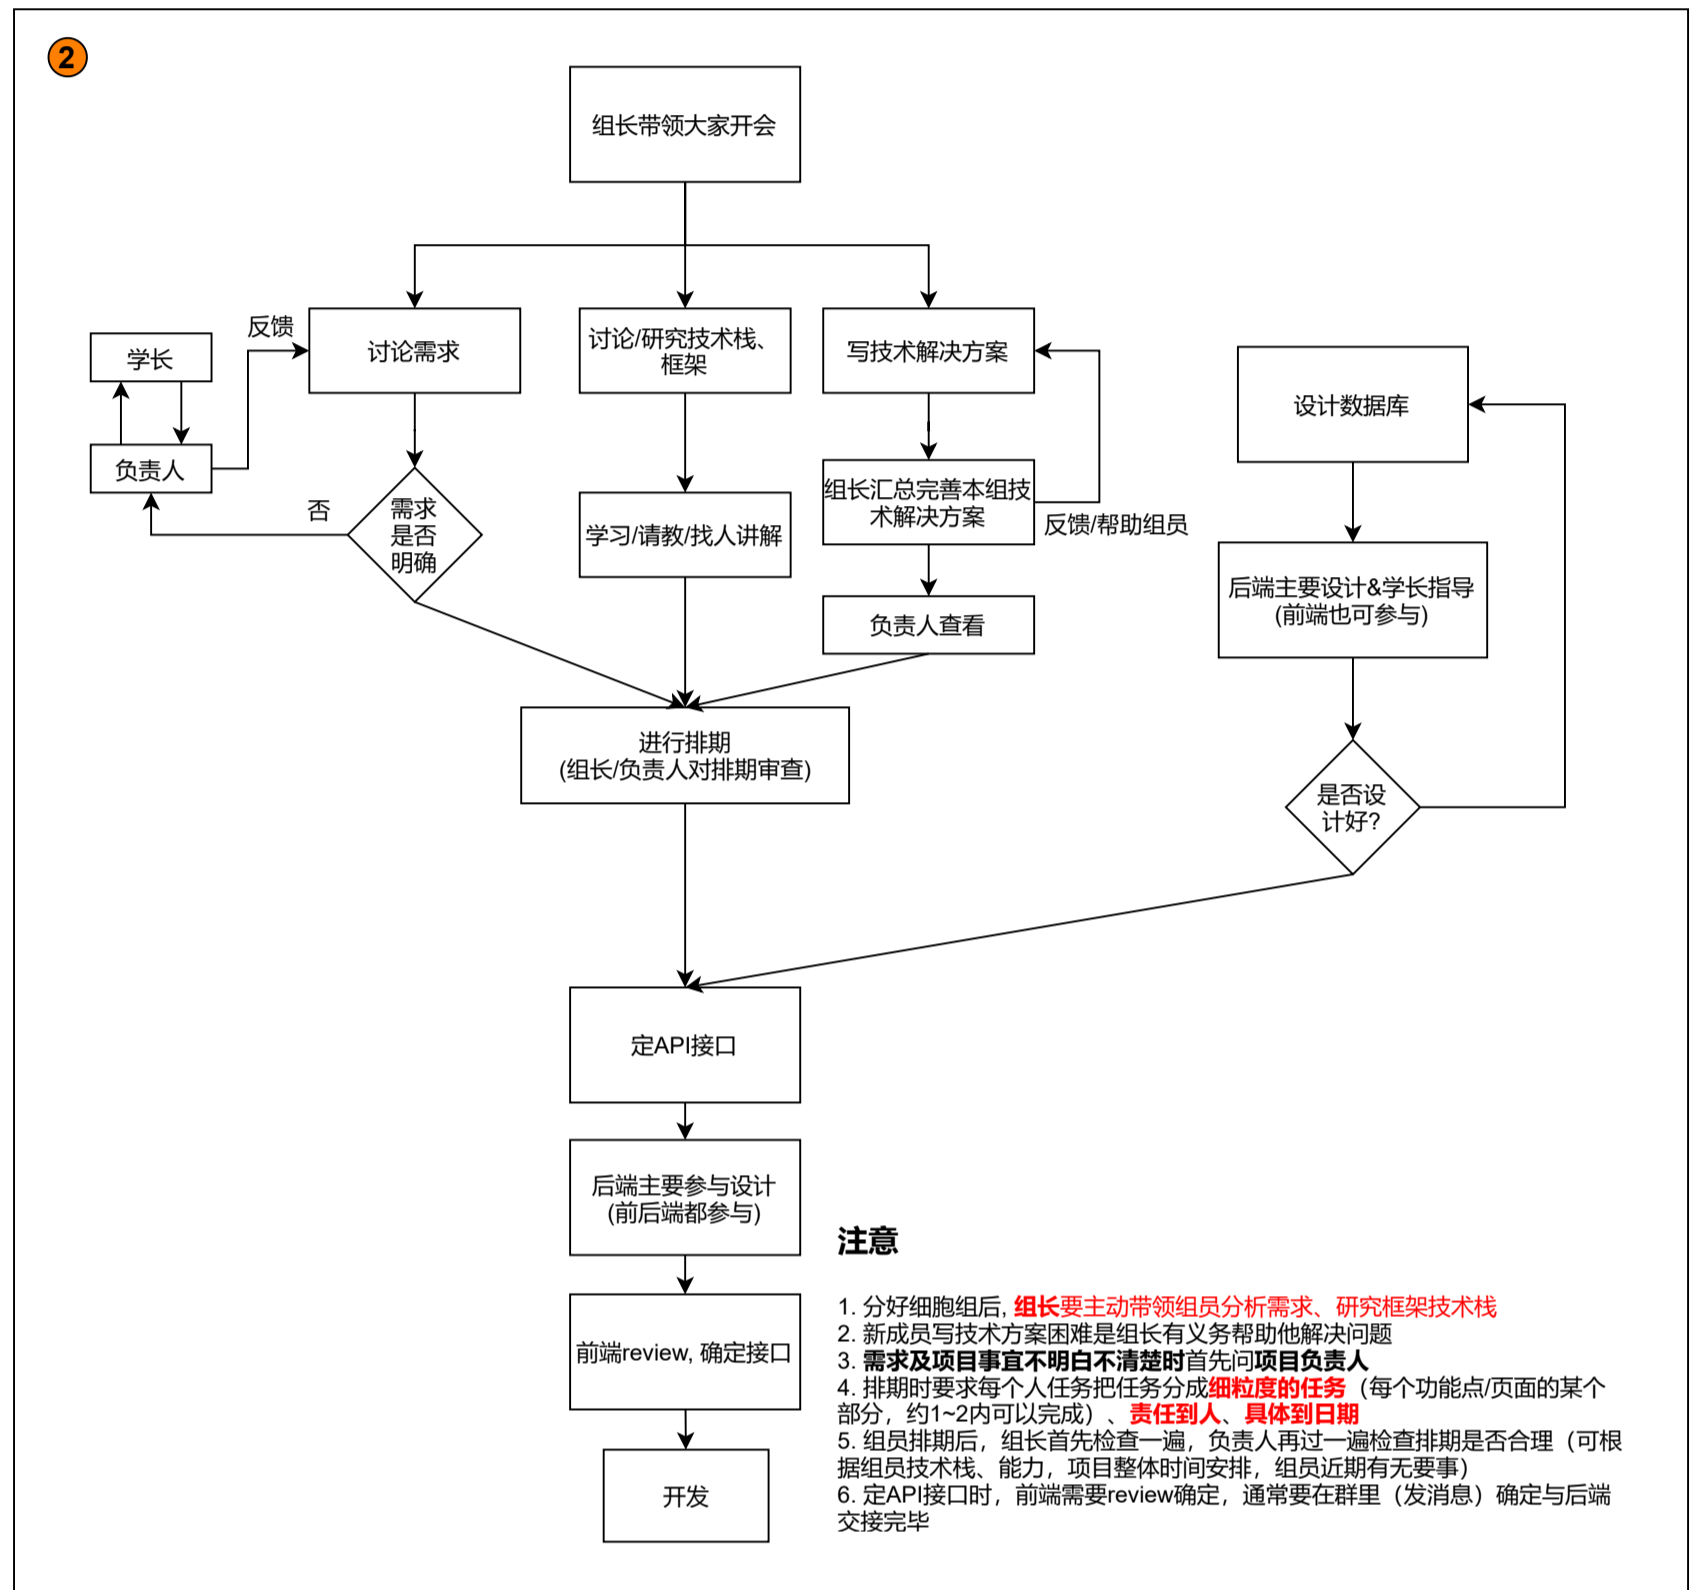 2
组长带领大家开会
反馈
学长
讨论需求
讨论/研究技术栈、
框架
写技术解决方案
设计数据库
负责人
否
需求
是否
明确
学习/请教/找人讲解
组长汇总完善本组技
术解决方案
反馈/帮助组员
后端主要设计&学长指导
(前端也可参与)
负责人查看
进行排期
(组长/负责人对排期审查)
是否设
计好?
定API接口
后端主要参与设计
(前后端都参与)
前端review, 确定接口
开发
注意
1. 分好细胞组后, 组长要主动带领组员分析需求、研究框架技术栈
2. 新成员写技术方案困难是组长有义务帮助他解决问题
3. 需求及项目事宜不明白不清楚时首先问项目负责人
4. 排期时要求每个人任务把任务分成细粒度的任务（每个功能点/页面的某个
部分，约1~2内可以完成）、责任到人、具体到日期
5. 组员排期后，组长首先检查一遍，负责人再过一遍检查排期是否合理（可根
据组员技术栈、能力，项目整体时间安排，组员近期有无要事）
6. 定API接口时，前端需要review确定，通常要在群里（发消息）确定与后端
交接完毕